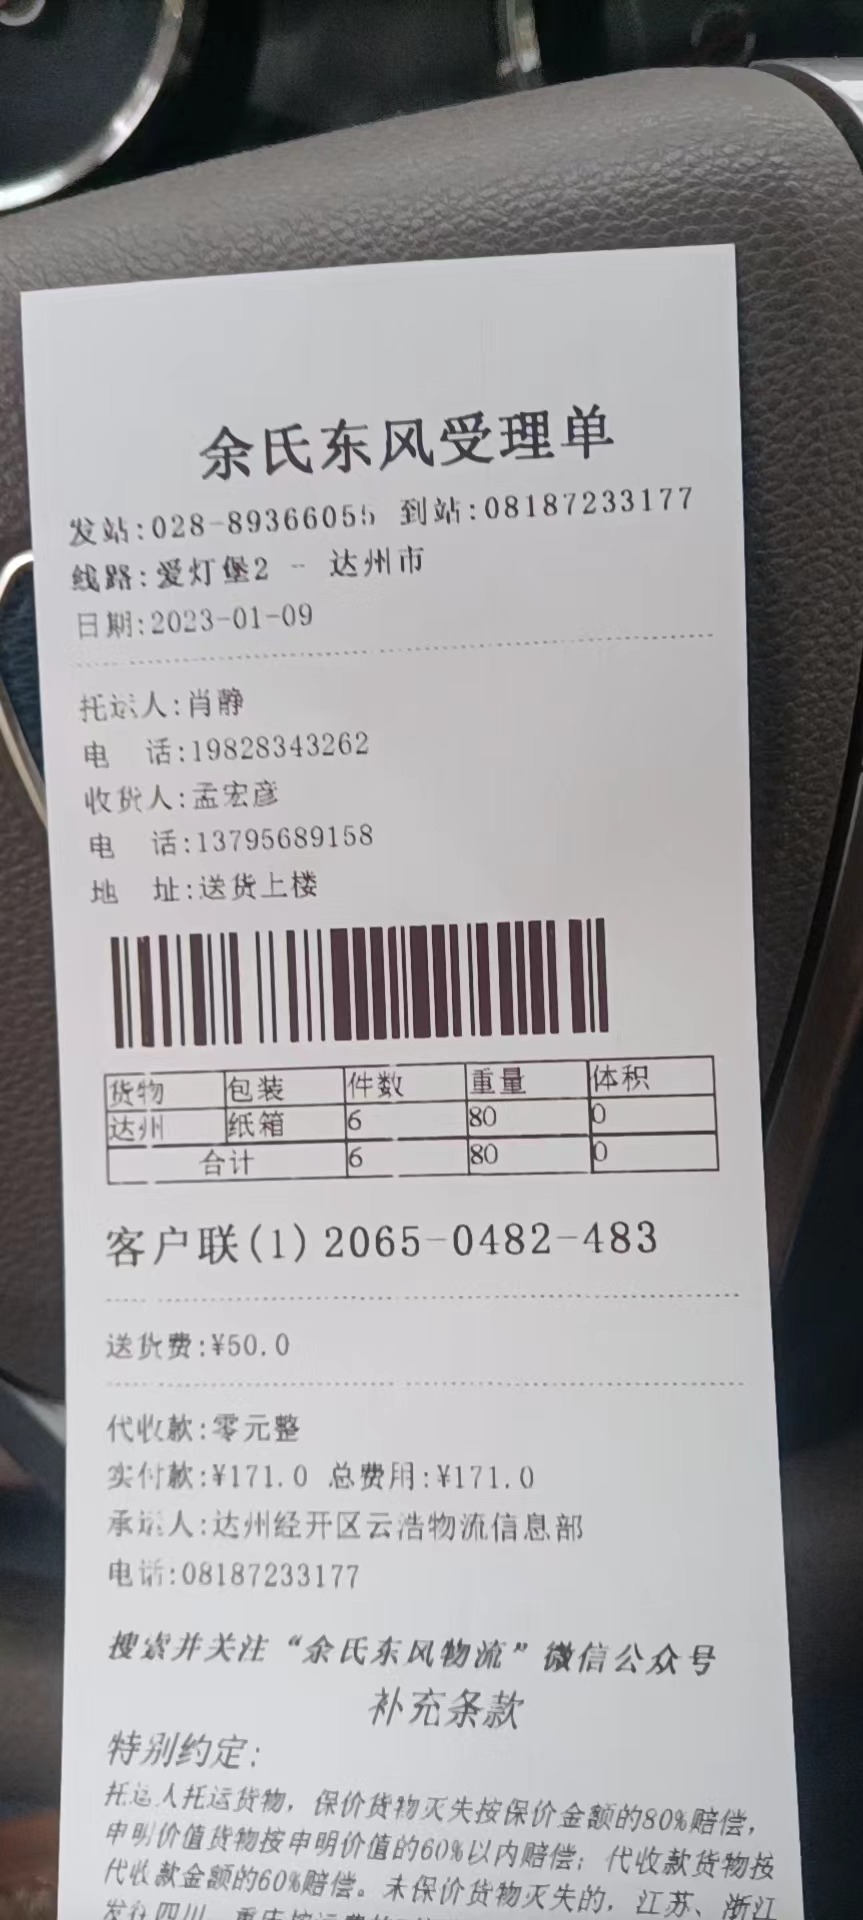 余氏东风受理单
发站:028-89366055 到站:08187233177
线路:爱灯堡2 - 达州市
日期:2023-01-09
托运人:肖静
电 话:19828343262
收货人:孟宏彦
电 话:13795689158
地 址:送货上楼
货物 包装 件数 重量 体积
达州 纸箱 6 80 0
合计 6 80 0
客户联(1)2065-0482-483
送货费:¥50.0
代收款:零元整
实付款:¥171.0 总费用:¥171.0
承运人:达州经开区云浩物流信息部
电话:08187233177
搜索并关注“余氏东风物流”微信公众号
补充条款
特别约定:
托运人托运货物，保价货物灭失按保价金额的80%赔偿，
申明价值货物按申明价值的60%以内赔偿；代收款货物按
代收款金额的60%赔偿。未保价货物灭失的，江苏、浙江
发往四川、重庆按运费的